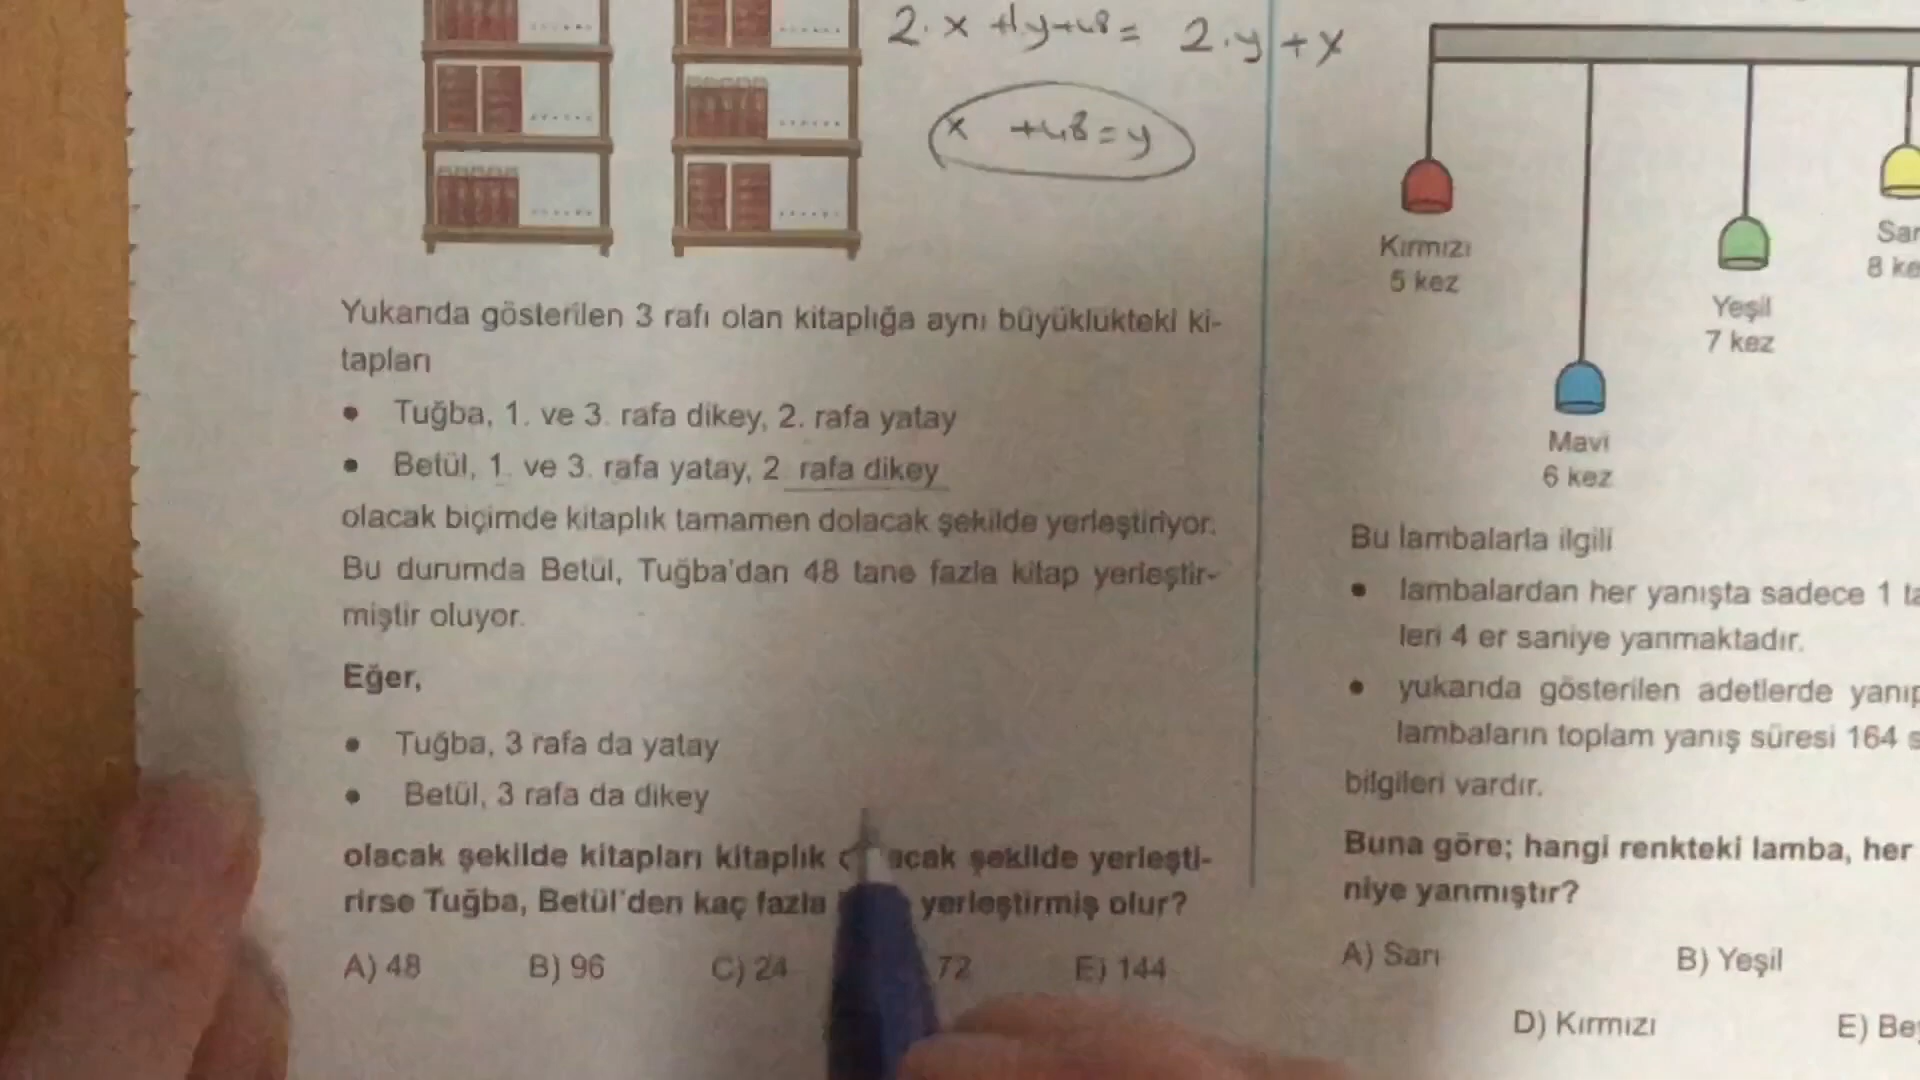 2. x + 1y + 48 = 2.y + x
x + 48 = y
Yukarıda gösterilen 3 rafı olan kitaplığa aynı büyüklükteki ki-
tapları
• Tuğba, 1. ve 3. rafa dikey, 2. rafa yatay
• Betül, 1. ve 3. rafa yatay, 2. rafa dikey
olacak biçimde kitaplık tamamen dolacak şekilde yerleştiriyor.
Bu durumda Betül, Tuğba'dan 48 tane fazla kitap yerleştir-
miştir oluyor.
Eğer,
• Tuğba, 3 rafa da yatay
• Betül, 3 rafa da dikey
olacak şekilde kitapları kitaplık acak şekilde yerleşti-
rirse Tuğba, Betül'den kaç fazla yerleştirmiş olur?
A) 48 B) 96 C) 24 72 E) 144
Kırmızı
5 kez
Mavi
6 kez
Yeşil
7 kez
Sar
8 ke
Bu lambalarla ilgili
• lambalardan her yanışta sadece 1 ta
leri 4 er saniye yanmaktadır.
• yukarıda gösterilen adetlerde yanıp
lambaların toplam yanış süresi 164 s
bilgileri vardır.
Buna göre; hangi renkteki lamba, her
niye yanmıştır?
A) Sarı B) Yeşil
D) Kırmızı E) Bey